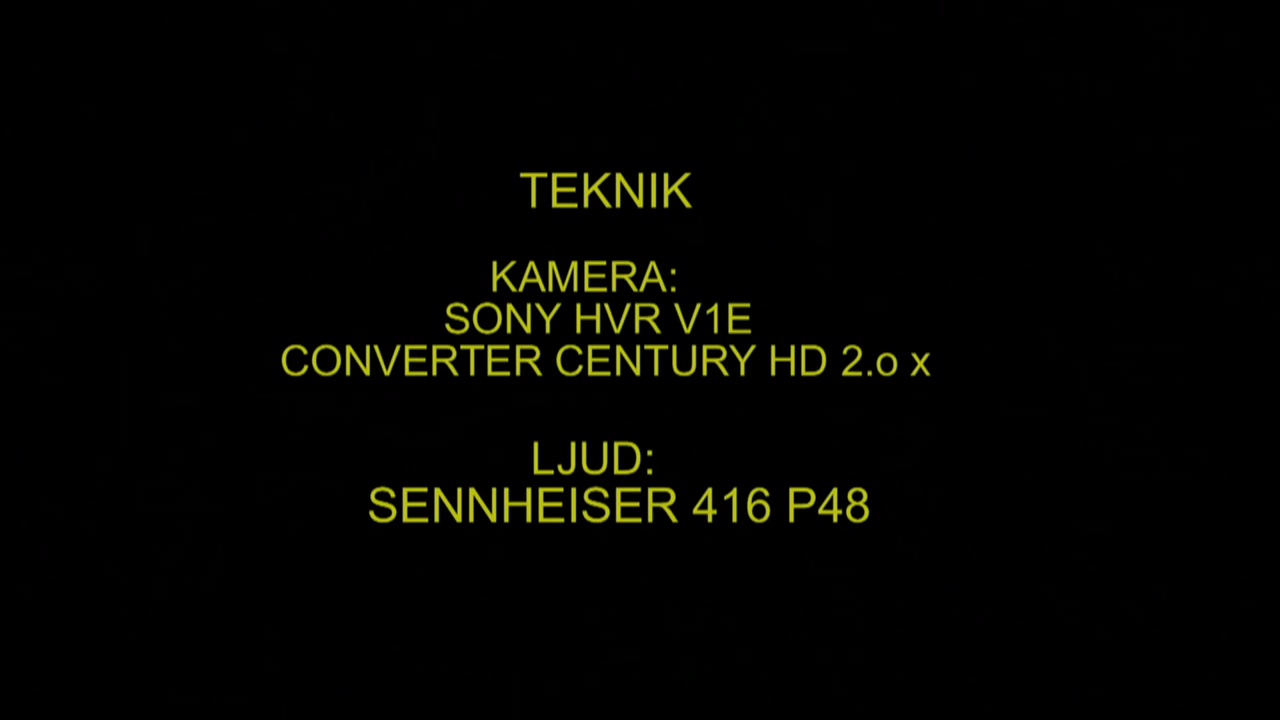 TEKNIK
KAMERA:
SONY HVR V1E
CONVERTER CENTURY HD 2.o x
LJUD:
SENNHEISER 416 P48